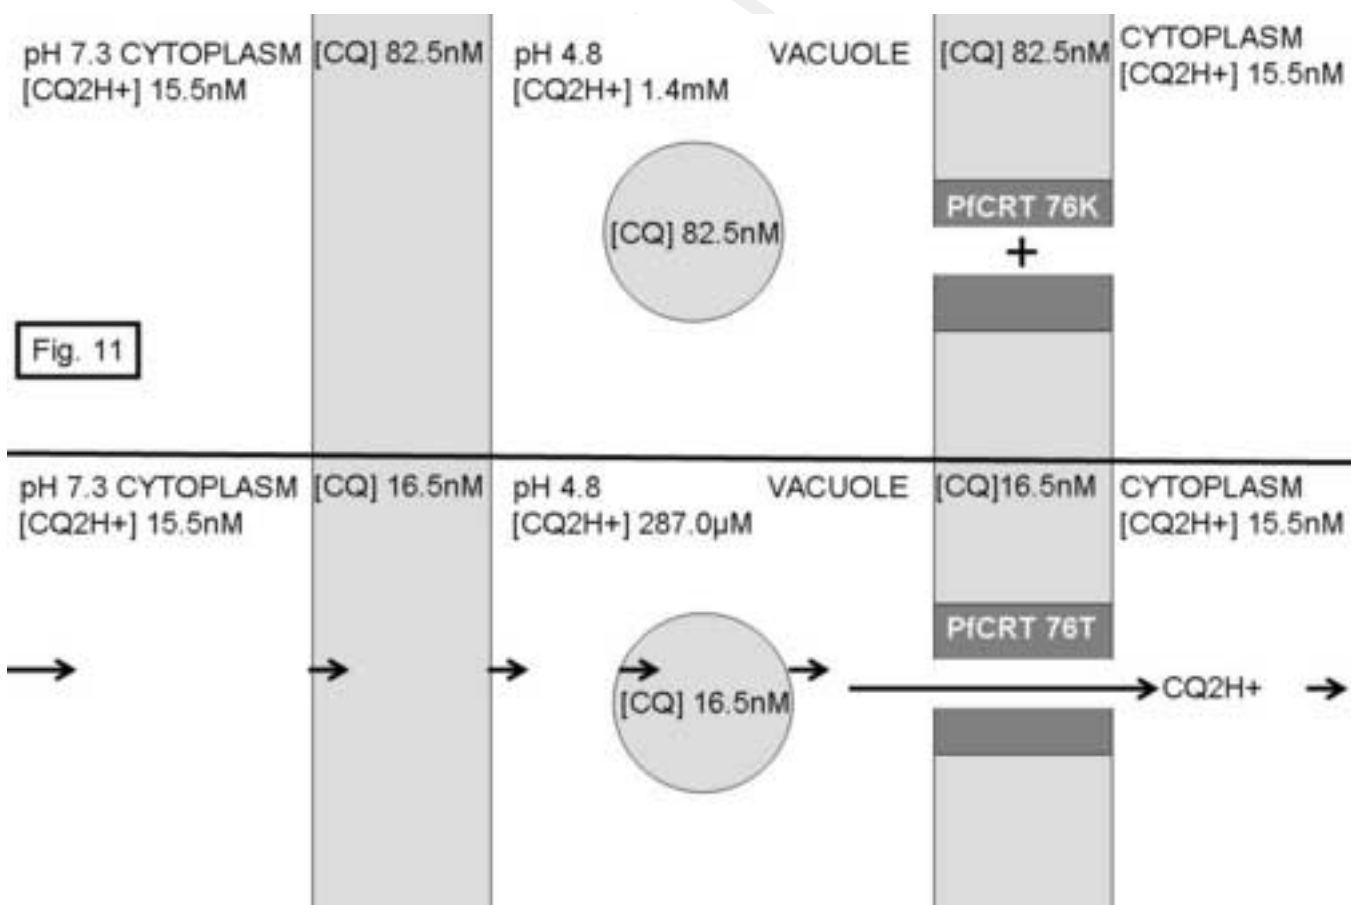 pH 7.3 CYTOPLASM
[CQ2H+] 15.5nM
[CQ] 82.5nM
pH 4.8 VACUOLE
[CQ2H+] 1.4mM
[CQ] 82.5nM
CYTOPLASM
[CQ2H+] 15.5nM
[CQ] 82.5nM
PfCRT 76K
+
Fig. 11
pH 7.3 CYTOPLASM
[CQ2H+] 15.5nM
[CQ] 16.5nM
pH 4.8 VACUOLE
[CQ2H+] 287.0µM
[CQ]16.5nM
CYTOPLASM
[CQ2H+] 15.5nM
PfCRT 76T
[CQ] 16.5nM
CQ2H+